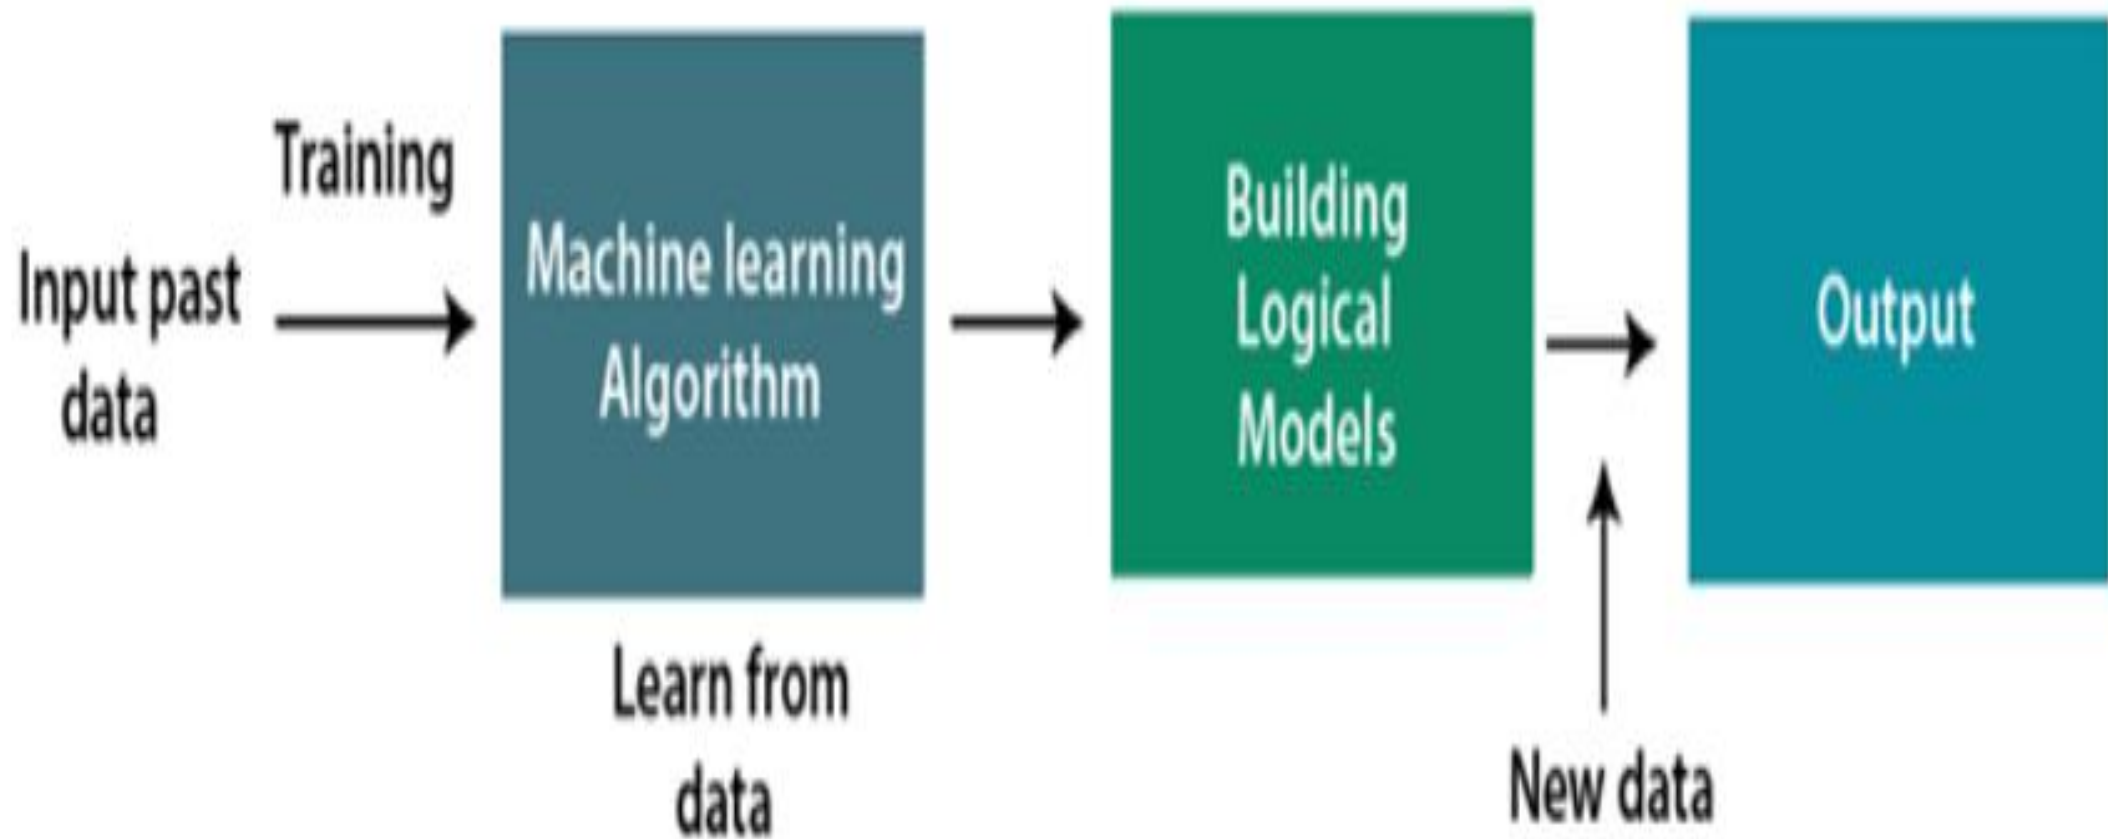 Training
Input past
data
Machine learning
Algorithm
Learn from
data
Building
Logical
Models
New data
Output